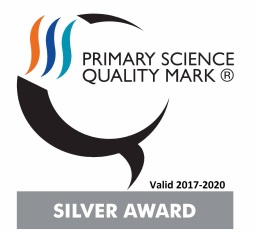 PRIMARY SCIENCE
QUALITY MARK ®
Valid 2017-2020
SILVER AWARD